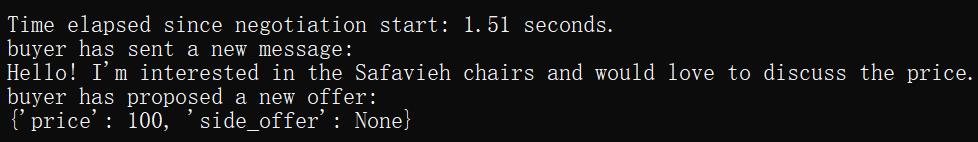 Time elapsed since negotiation start: 1.51 seconds.
buyer has sent a new message:
Hello! I'm interested in the Safavieh chairs and would love to discuss the price.
buyer has proposed a new offer:
{'price': 100, 'side_offer': None}